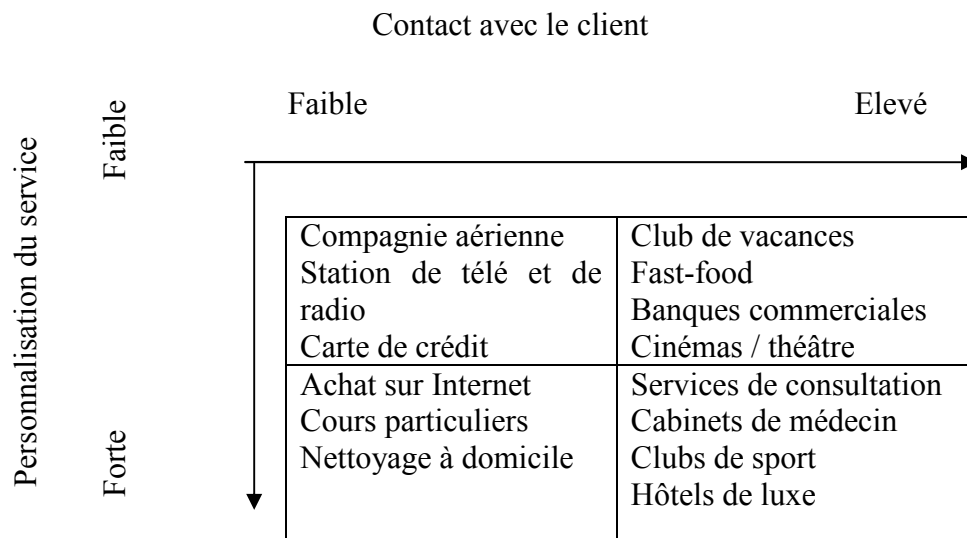 Contact avec le client
Faible
Elevé
Personnalisation du service
Faible
Forte
Compagnie aérienne
Station de télé et de
radio
Carte de crédit
Club de vacances
Fast-food
Banques commerciales
Cinémas / théâtre
Achat sur Internet
Cours particuliers
Nettoyage à domicile
Services de consultation
Cabinets de médecin
Clubs de sport
Hôtels de luxe